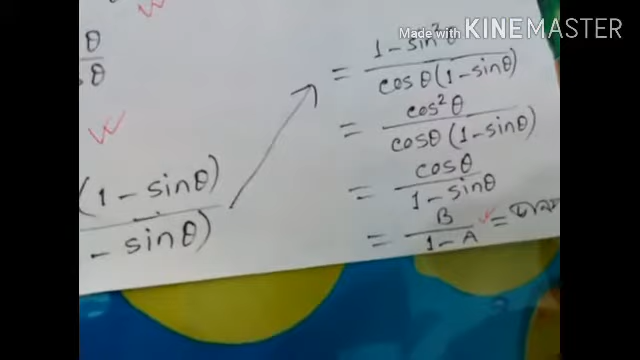 Made with KINEMASTER
θ
θ
(1 - sinθ)
- sinθ)
= 1 - sin²θ / cosθ(1 - sinθ)
= cos²θ / cosθ(1 - sinθ)
= cosθ / 1 - sinθ
= B / 1 - A =